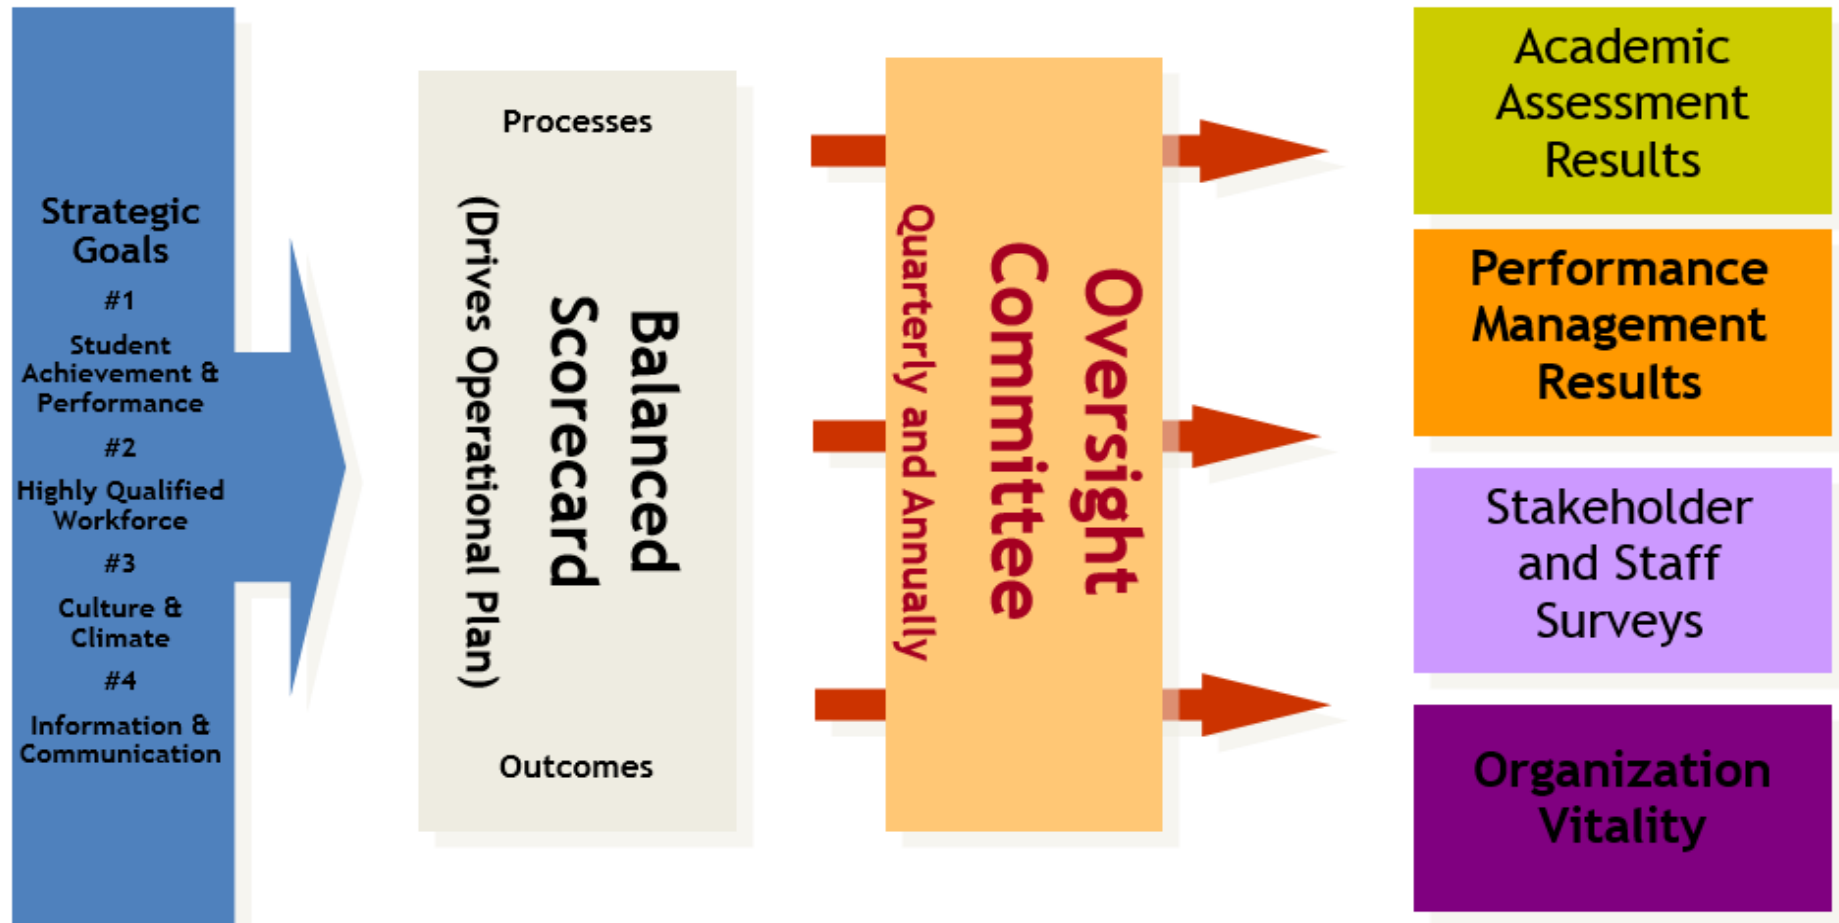 Strategic
Goals
#1
Student
Achievement &
Performance
#2
Highly Qualified
Workforce
#3
Culture &
Climate
#4
Information &
Communication
Processes
Balanced
Scorecard
(Drives Operational Plan)
Outcomes
Oversight
Committee
Quarterly and Annually
Academic
Assessment
Results
Performance
Management
Results
Stakeholder
and Staff
Surveys
Organization
Vitality